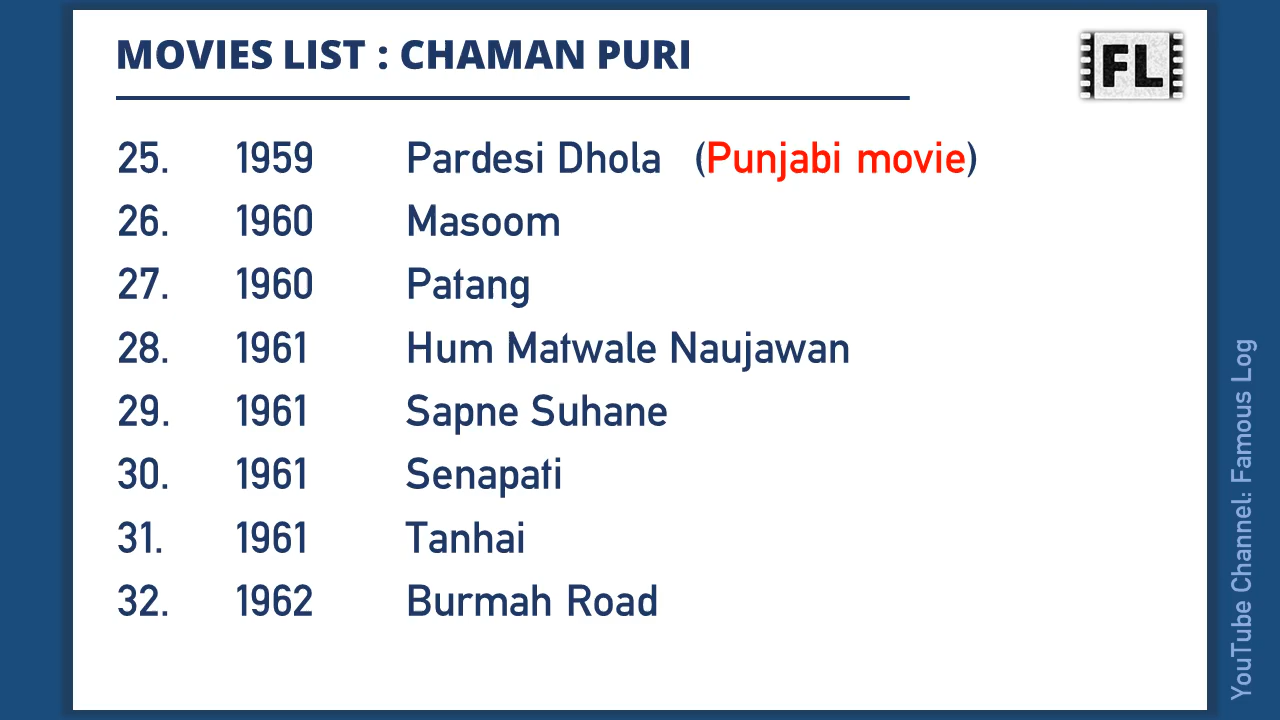 MOVIES LIST : CHAMAN PURI
FL
25. 1959 Pardesi Dhola (Punjabi movie)
26. 1960 Masoom
27. 1960 Patang
28. 1961 Hum Matwale Naujawan
29. 1961 Sapne Suhane
30. 1961 Senapati
31. 1961 Tanhai
32. 1962 Burmah Road
YouTube Channel: Famous Log